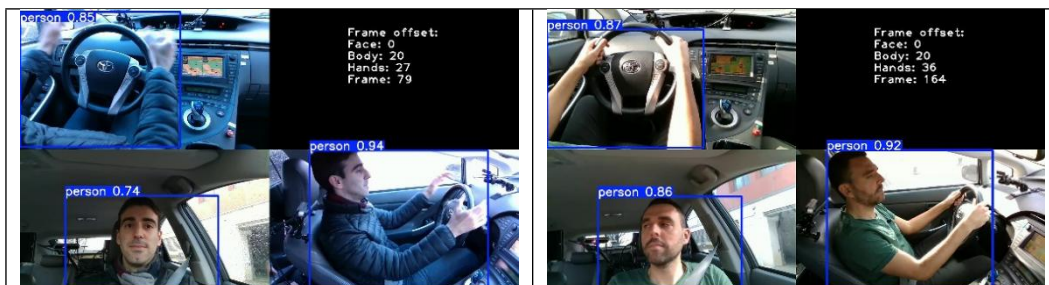 person 0.85
Frame offset:
Face: 0
Body: 20
Hands: 27
Frame: 79
person 0.74
person 0.94
person 0.87
Frame offset:
Face: 0
Body: 20
Hands: 36
Frame: 164
person 0.86
person 0.92